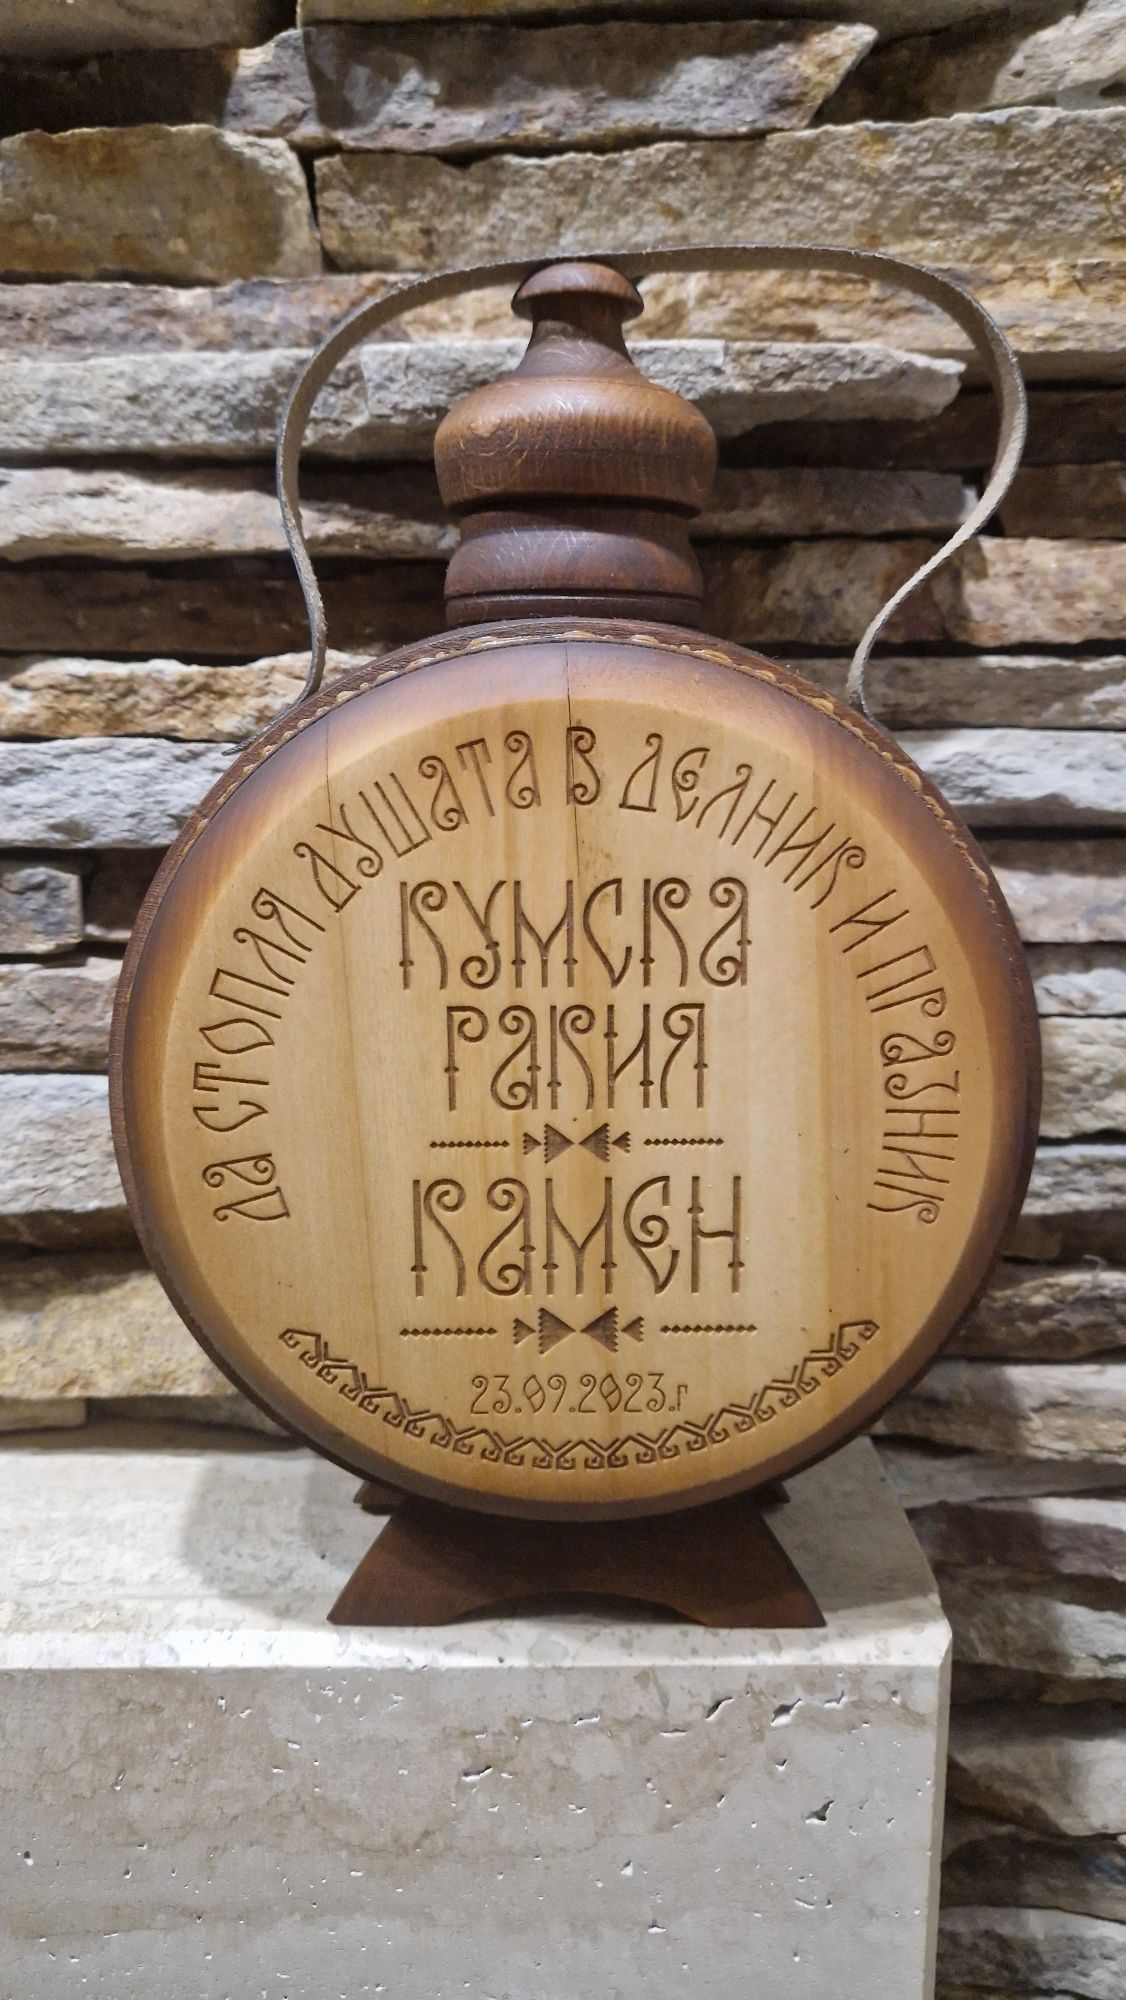 ДА СТОПЛЯ ДУШАТА В ДЕЛНИК И ПРАЗНИК
КУМСКА
РАКИЯ
КАМЕН
23.09.2023.г